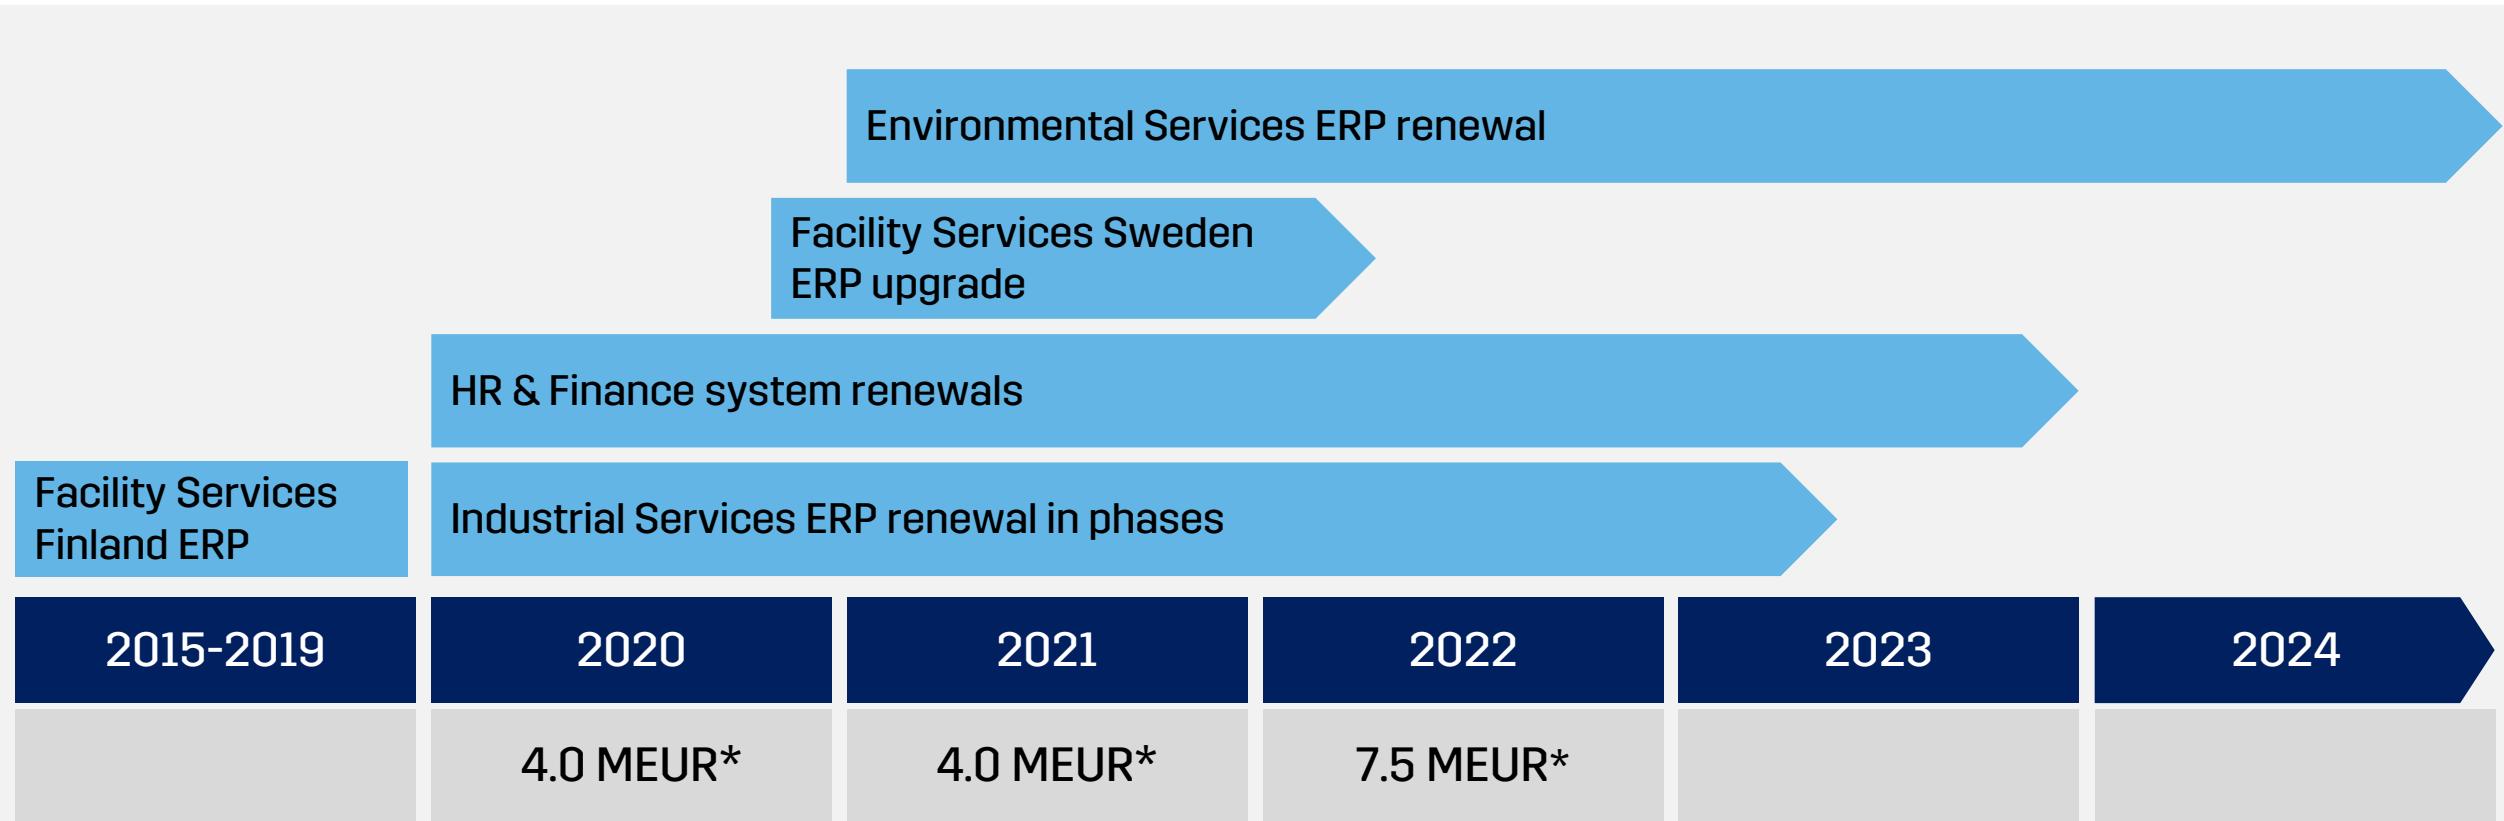 Environmental Services ERP renewal
Facility Services Sweden
ERP upgrade
HR & Finance system renewals
Facility Services
Finland ERP
Industrial Services ERP renewal in phases
2015-2019
2020
2021
2022
2023
2024
4.0 MEUR*
4.0 MEUR*
7.5 MEUR*